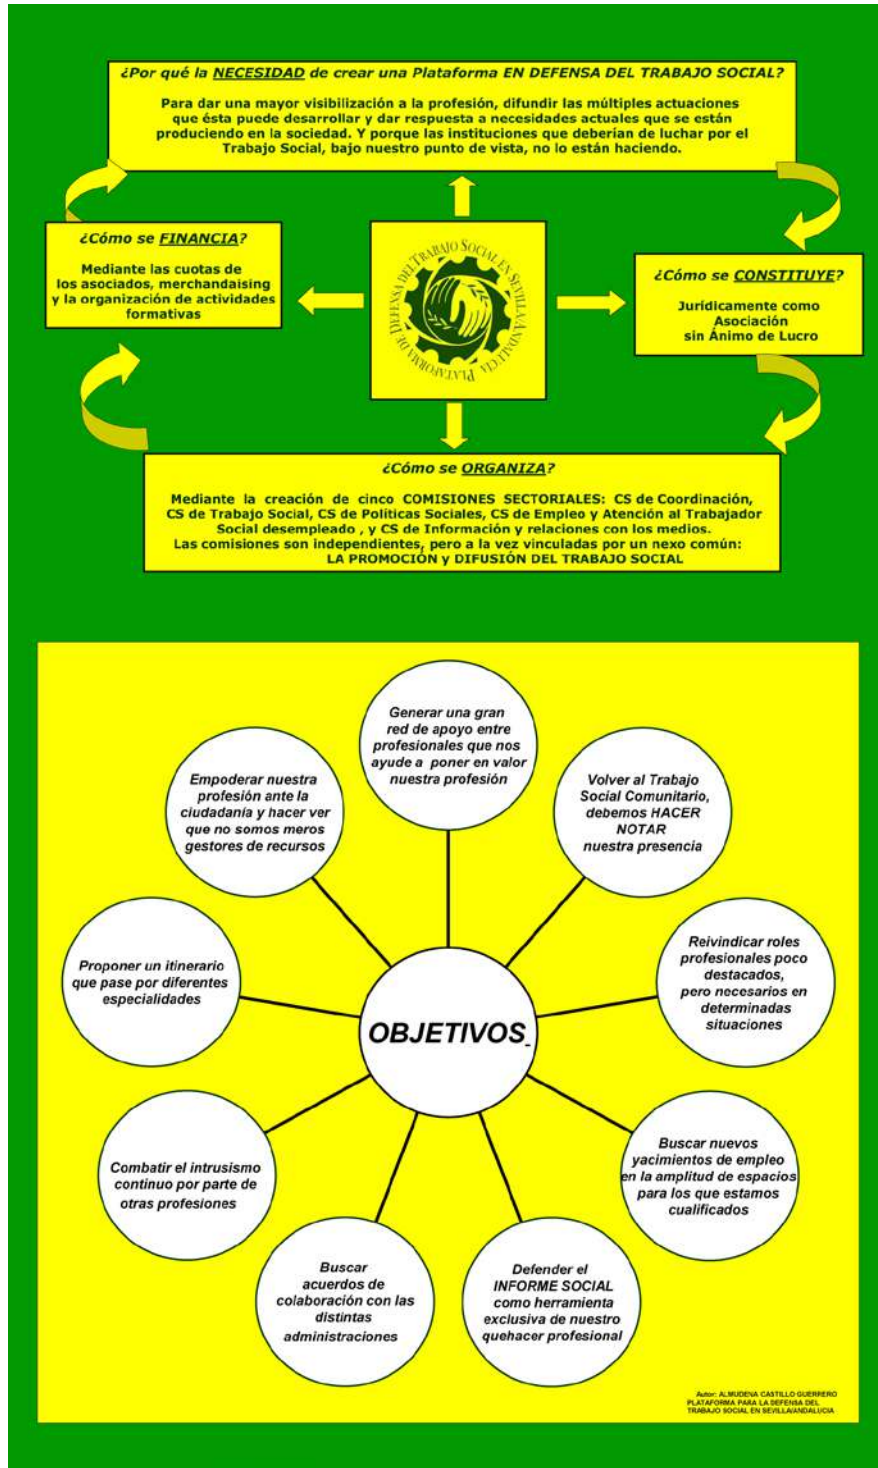 ¿Por qué la NECESIDAD de crear una Plataforma EN DEFENSA DEL TRABAJO SOCIAL?
Para dar una mayor visibilización a la profesión, difundir las múltiples actuaciones
que ésta puede desarrollar y dar respuesta a necesidades actuales que se están
produciendo en la sociedad. Y porque las instituciones que deberían de luchar por el
Trabajo Social, bajo nuestro punto de vista, no lo están haciendo.
¿Cómo se FINANCIA?
Mediante las cuotas de
los asociados, merchandaising
y la organización de actividades
formativas
PLATAFORMA DE DEFENSA DEL TRABAJO SOCIAL EN SEVILLA/ANDALUCIA
¿Cómo se CONSTITUYE?
Jurídicamente como
Asociación
sin Ánimo de Lucro
¿Cómo se ORGANIZA?
Mediante la creación de cinco COMISIONES SECTORIALES: CS de Coordinación,
CS de Trabajo Social, CS de Políticas Sociales, CS de Empleo y Atención al Trabajador
Social desempleado , y CS de Información y relaciones con los medios.
Las comisiones son independientes, pero a la vez vinculadas por un nexo común:
LA PROMOCIÓN y DIFUSIÓN DEL TRABAJO SOCIAL
Generar una gran
red de apoyo entre
profesionales que nos
ayude a poner en valor
nuestra profesión
Empoderar nuestra
profesión ante la
ciudadanía y hacer ver
que no somos meros
gestores de recursos
Volver al Trabajo
Social Comunitario,
debemos HACER
NOTAR
nuestra presencia
Proponer un itinerario
que pase por diferentes
especialidades
Reivindicar roles
profesionales poco
destacados,
pero necesarios en
determinadas
situaciones
OBJETIVOS
Combatir el intrusismo
continuo por parte de
otras profesiones
Buscar nuevos
yacimientos de empleo
en la amplitud de espacios
para los que estamos
cualificados
Buscar
acuerdos de
colaboración con las
distintas
administraciones
Defender el
INFORME SOCIAL
como herramienta
exclusiva de nuestro
quehacer profesional
Autor: ALMUDENA CASTILLO GUERRERO
PLATAFORMA PARA LA DEFENSA DEL
TRABAJO SOCIAL EN SEVILLA/ANDALUCIA